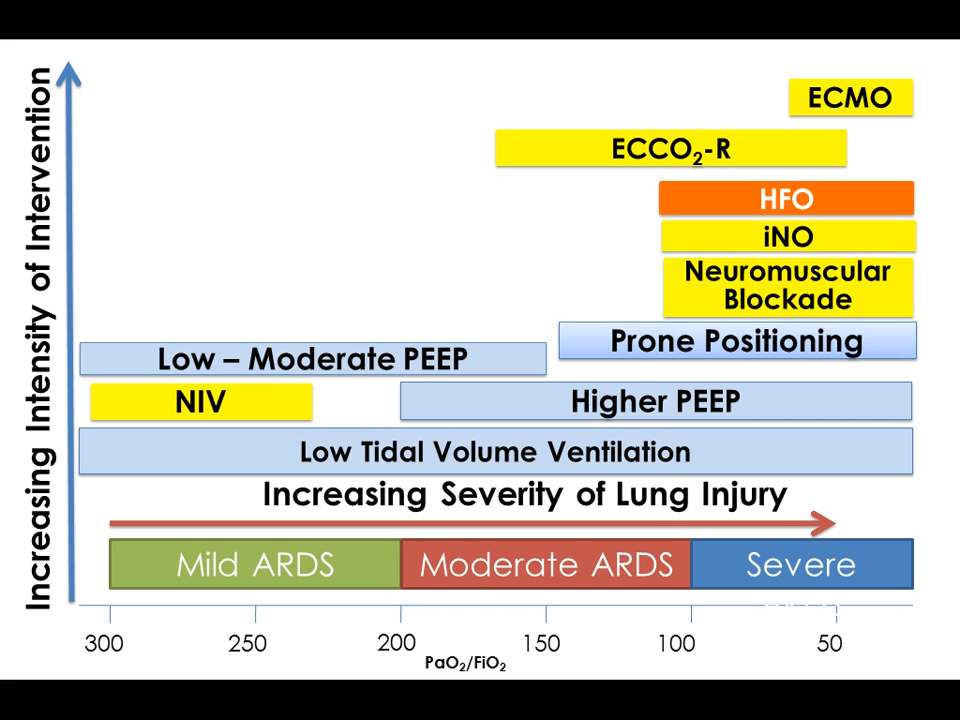 Increasing Intensity of Intervention
ECMO
ECCO₂-R
HFO
iNO
Neuromuscular
Blockade
Prone Positioning
Low – Moderate PEEP
NIV
Higher PEEP
Low Tidal Volume Ventilation
Increasing Severity of Lung Injury
Mild ARDS
Moderate ARDS
Severe
300
250
200
150
100
50
PaO₂/FiO₂